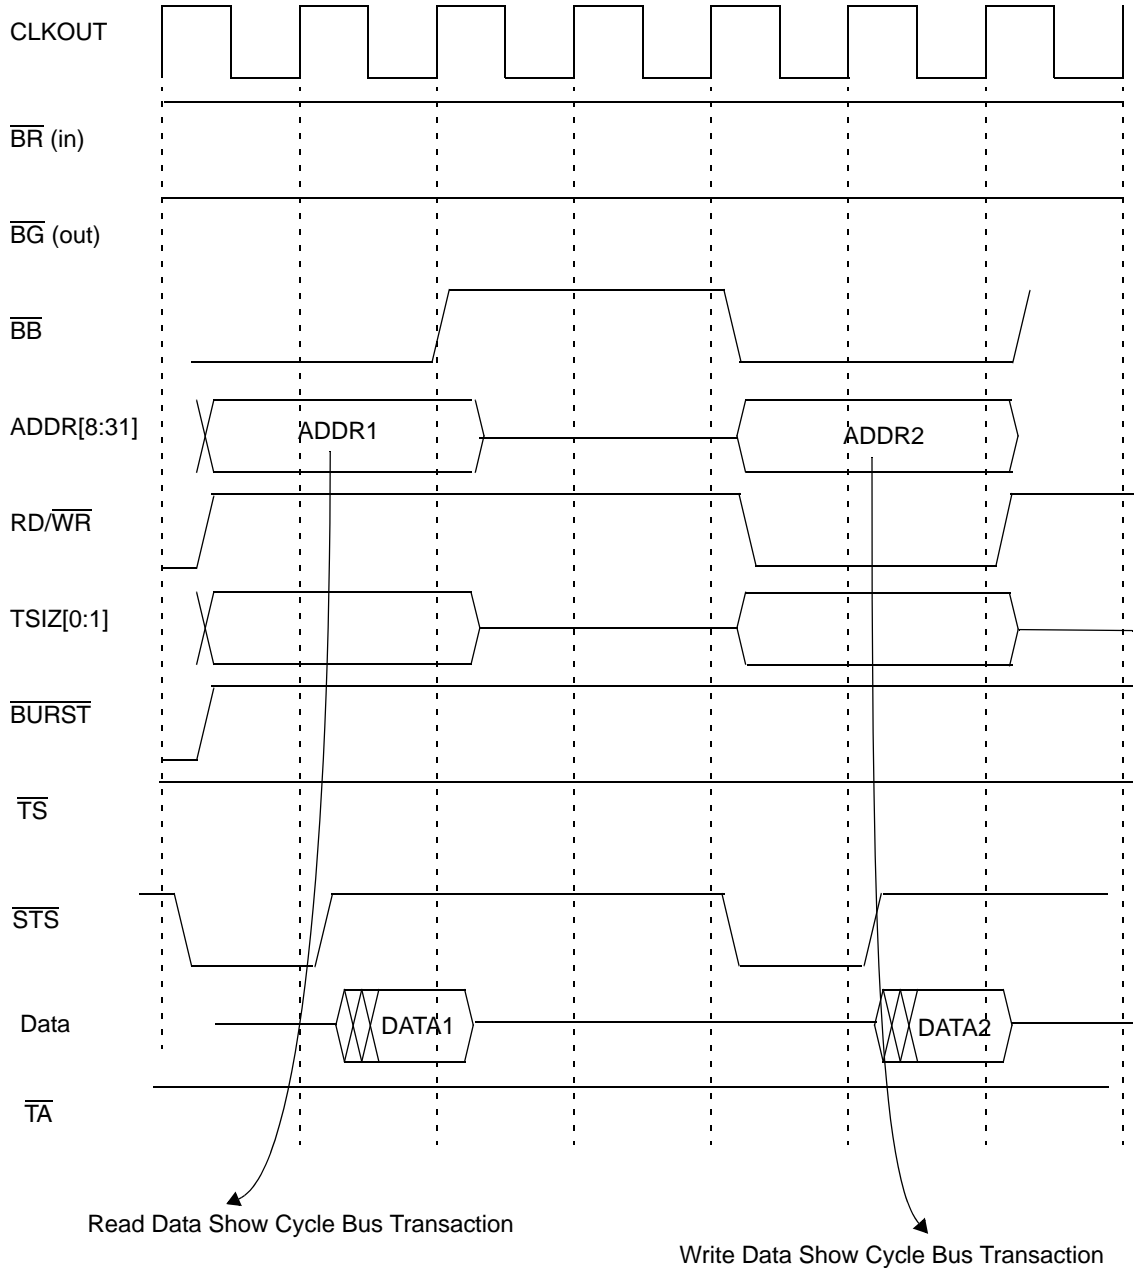 CLKOUT
BR (in)
BG (out)
BB
ADDR[8:31]
ADDR1
ADDR2
RD/WR
TSIZ[0:1]
BURST
TS
STS
Data
DATA1
DATA2
TA
Read Data Show Cycle Bus Transaction
Write Data Show Cycle Bus Transaction